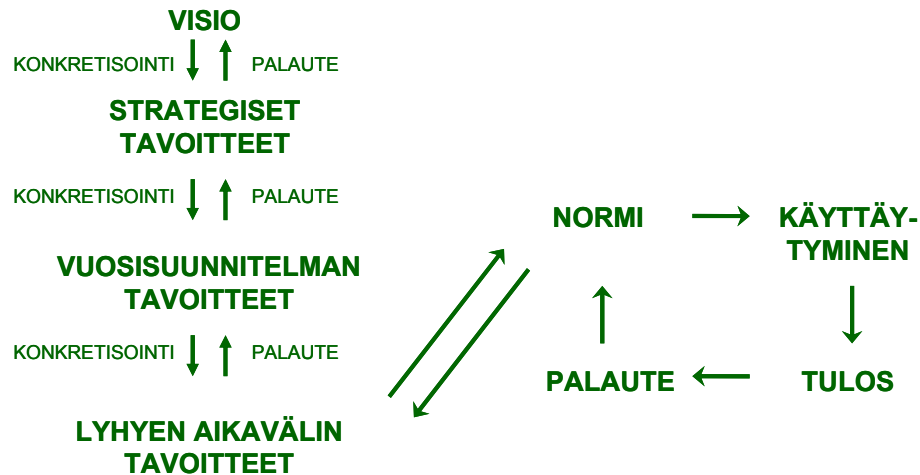 VISIO
KONKRETISOINTI PALAUTE
STRATEGISET
TAVOITTEET
KONKRETISOINTI PALAUTE
VUOSISUUNNITELMAN
TAVOITTEET
KONKRETISOINTI PALAUTE
LYHYEN AIKAVÄLIN
TAVOITTEET
NORMI
KÄYTTÄY-
TYMINEN
TULOS
PALAUTE